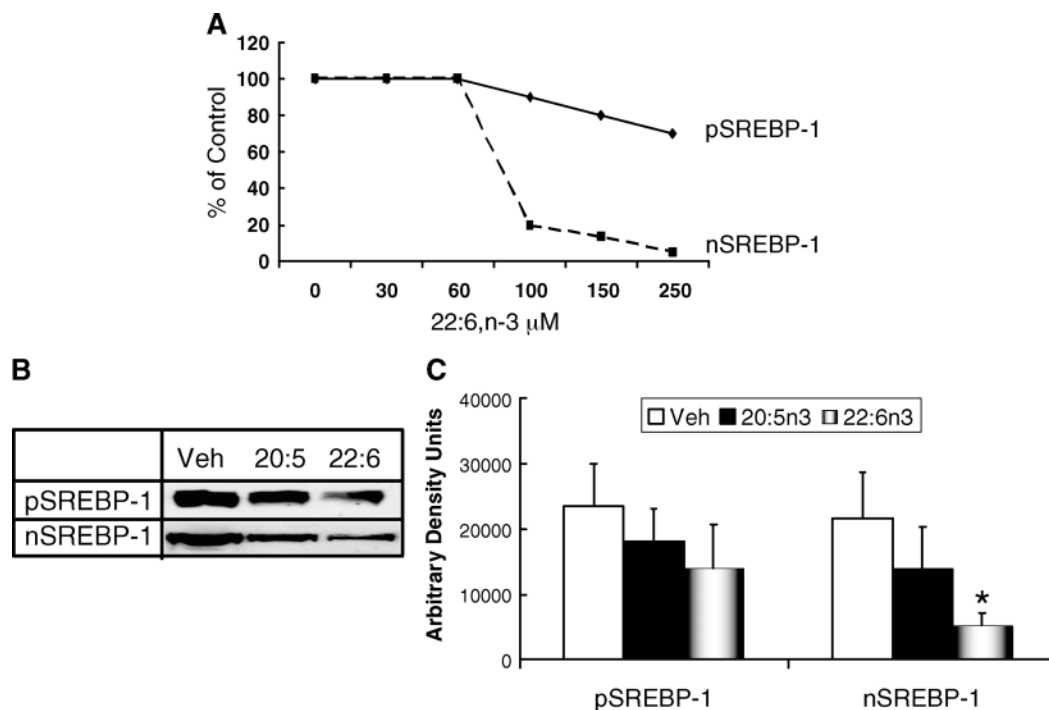 A
120
100
80
60
40
20
0
% of Control
pSREBP-1
nSREBP-1
0 30 60 100 150 250
22:6,n-3 μM
B
Veh 20:5 22:6
pSREBP-1
nSREBP-1
C
40000
30000
20000
10000
0
Arbitrary Density Units
Veh 20:5n3 22:6n3
*
pSREBP-1 nSREBP-1